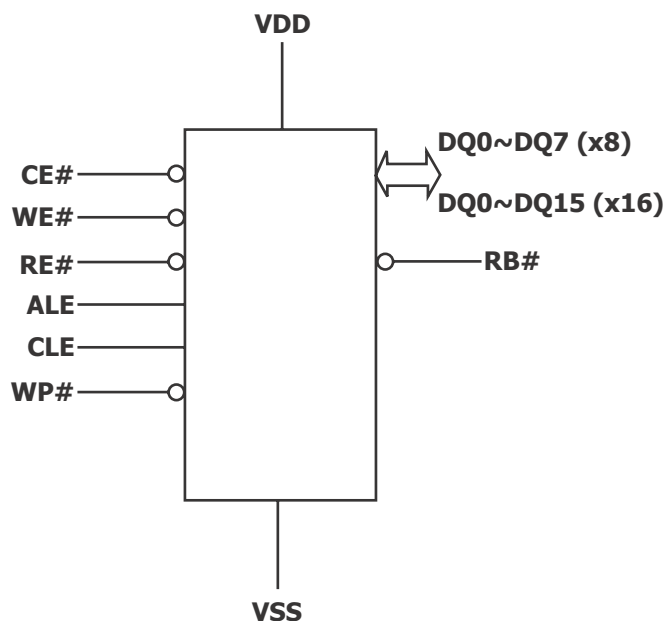 VDD
DQ0~DQ7 (x8)
CE#
DQ0~DQ15 (x16)
WE#
RE#
RB#
ALE
CLE
WP#
VSS